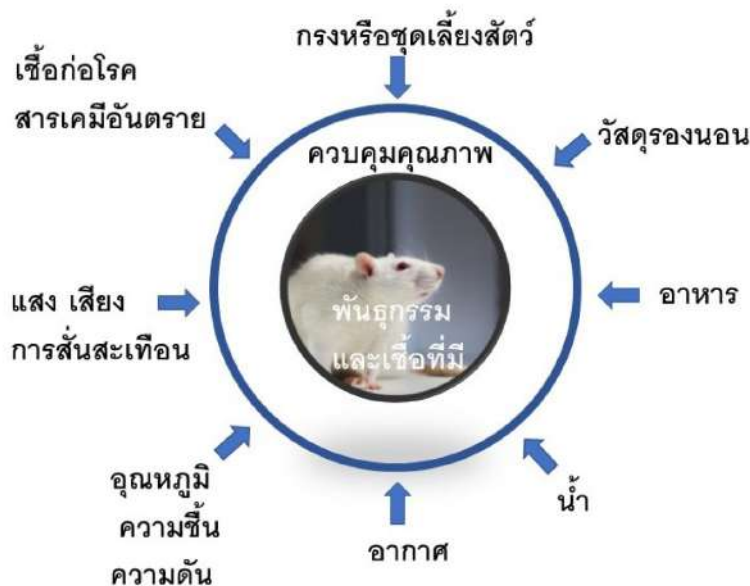 กรงหรือชุดเลี้ยงสัตว์
เชื้อก่อโรค
สารเคมีอันตราย
วัสดุรองนอน
ควบคุมคุณภาพ
แสง เสียง
การสั่นสะเทือน
พันธุกรรม
และเชื้อที่มี
อาหาร
อุณหภูมิ
ความชื้น
ความดัน
อากาศ
น้ำ